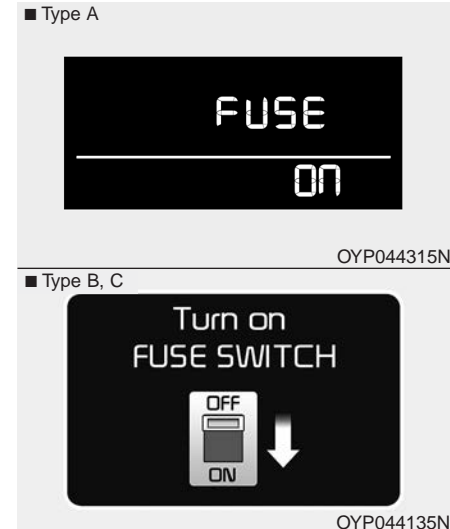 ■ Type A
FUSE
ON
OYP044315N
■ Type B, C
Turn on
FUSE SWITCH
OFF
ON
OYP044135N